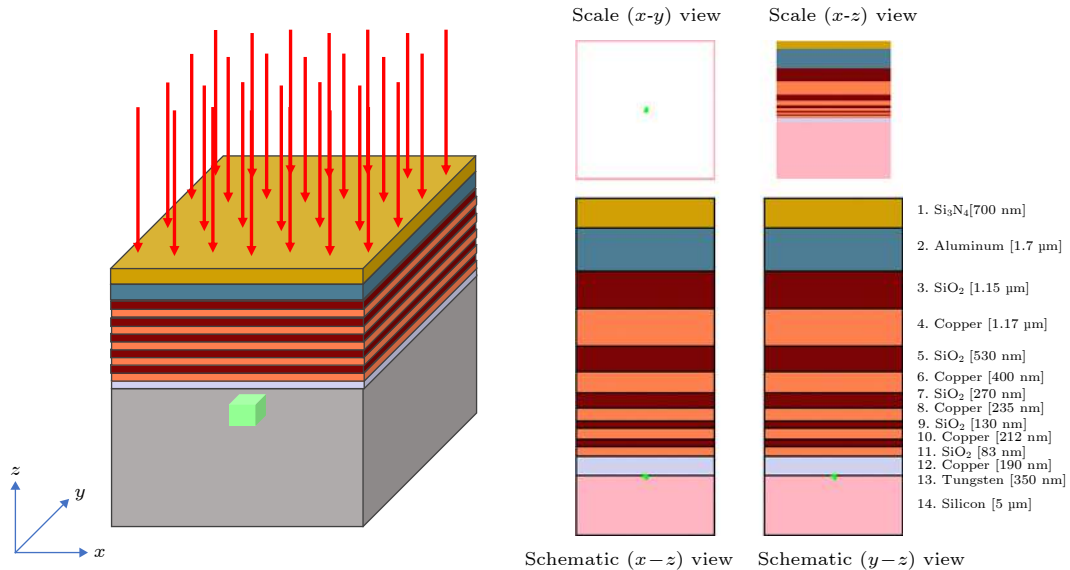 Scale (x-y) view
Scale (x-z) view
1. Si₃N₄[700 nm]
2. Aluminum [1.7 µm]
3. SiO₂ [1.15 µm]
4. Copper [1.17 µm]
5. SiO₂ [530 nm]
6. Copper [400 nm]
7. SiO₂ [270 nm]
8. Copper [235 nm]
9. SiO₂ [130 nm]
10. Copper [212 nm]
11. SiO₂ [83 nm]
12. Copper [190 nm]
13. Tungsten [350 nm]
14. Silicon [5 µm]
z
y
x
Schematic (x−z) view
Schematic (y−z) view